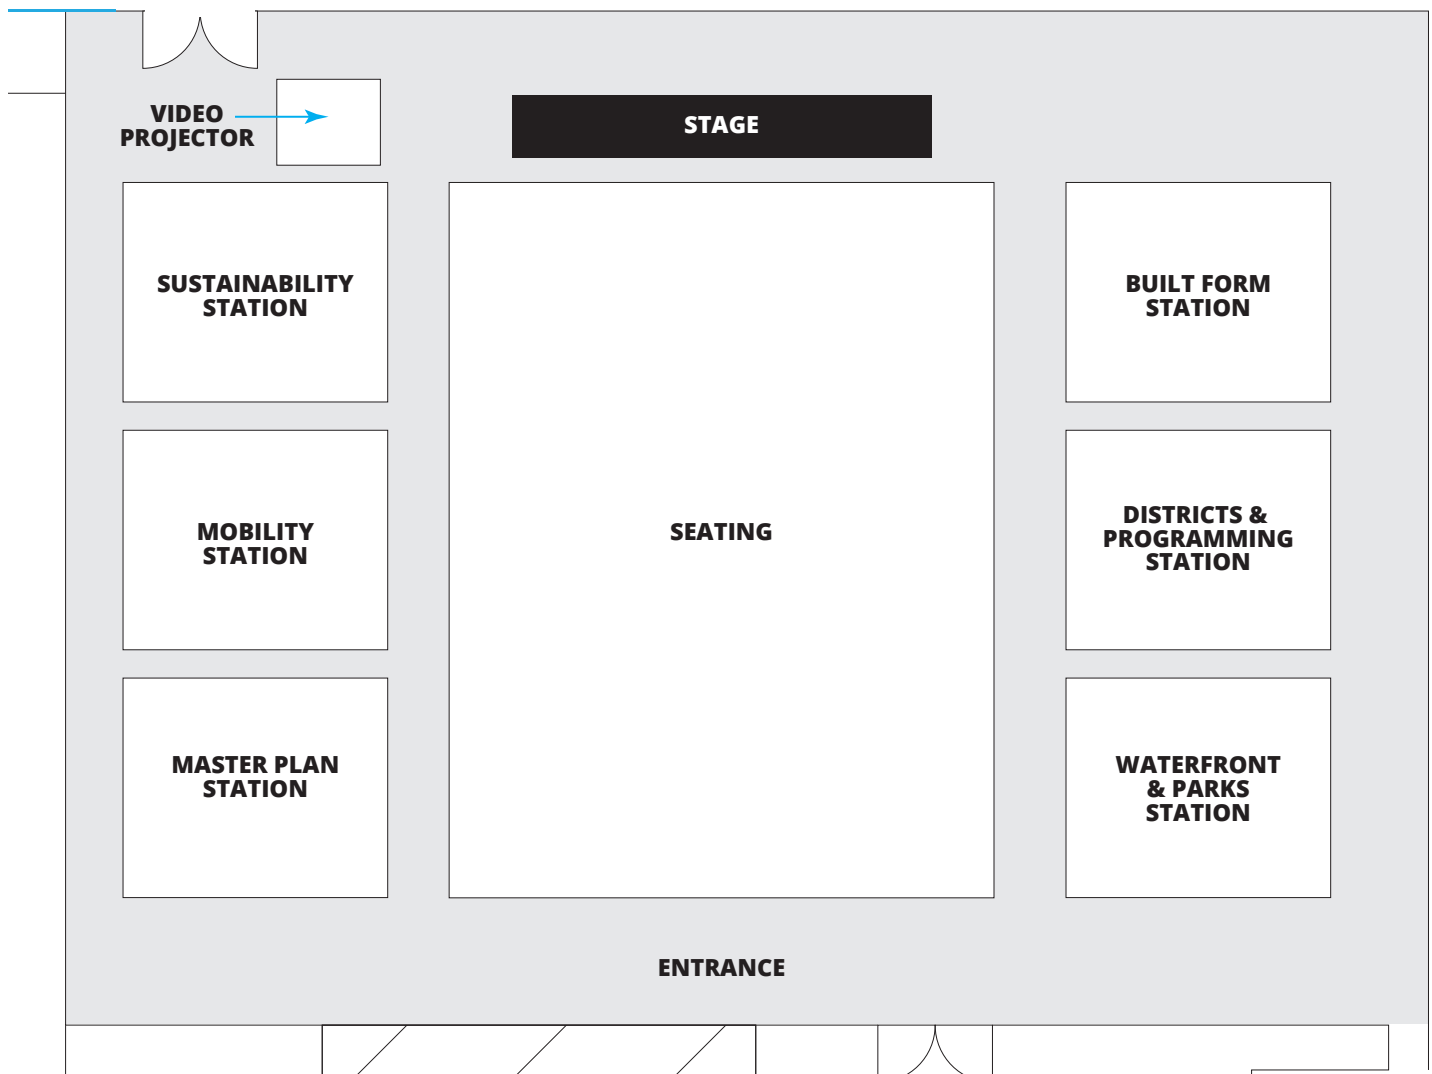 VIDEO
PROJECTOR
STAGE
SUSTAINABILITY
STATION
BUILT FORM
STATION
MOBILITY
STATION
SEATING
DISTRICTS &
PROGRAMMING
STATION
MASTER PLAN
STATION
WATERFRONT
& PARKS
STATION
ENTRANCE